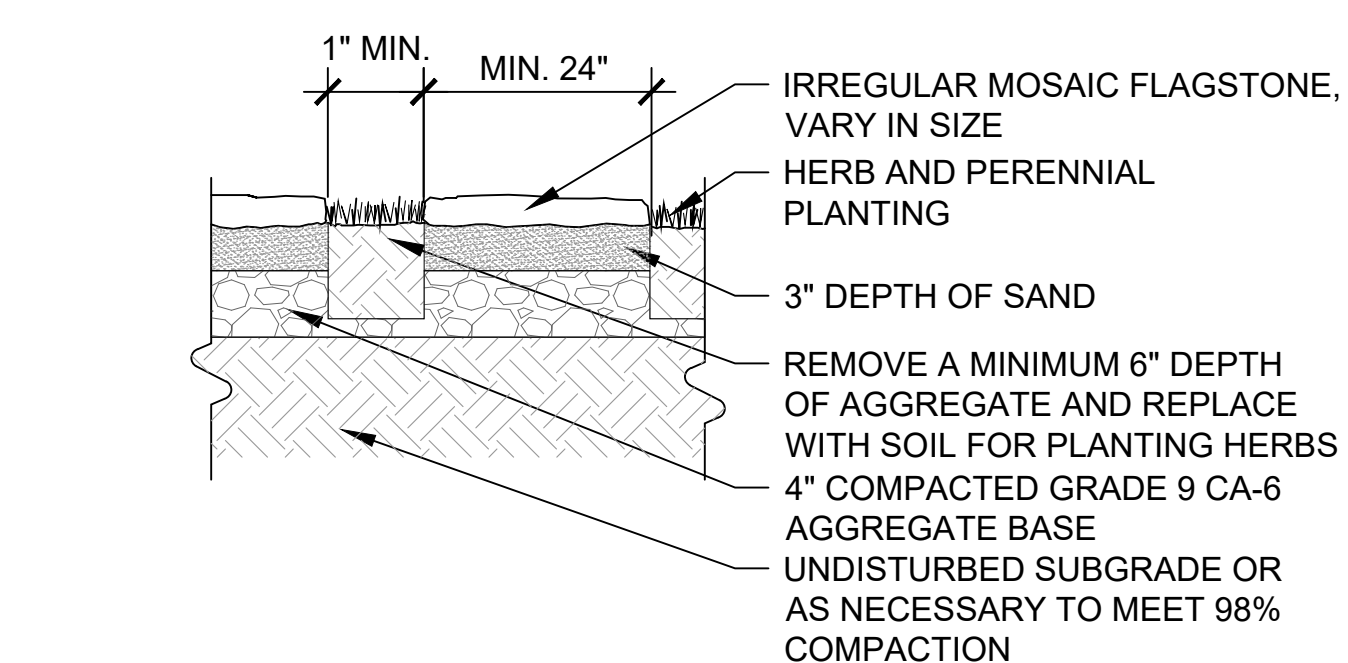 1" MIN.
MIN. 24"
IRREGULAR MOSAIC FLAGSTONE,
VARY IN SIZE
HERB AND PERENNIAL
PLANTING
3" DEPTH OF SAND
REMOVE A MINIMUM 6" DEPTH
OF AGGREGATE AND REPLACE
WITH SOIL FOR PLANTING HERBS
4" COMPACTED GRADE 9 CA-6
AGGREGATE BASE
UNDISTURBED SUBGRADE OR
AS NECESSARY TO MEET 98%
COMPACTION